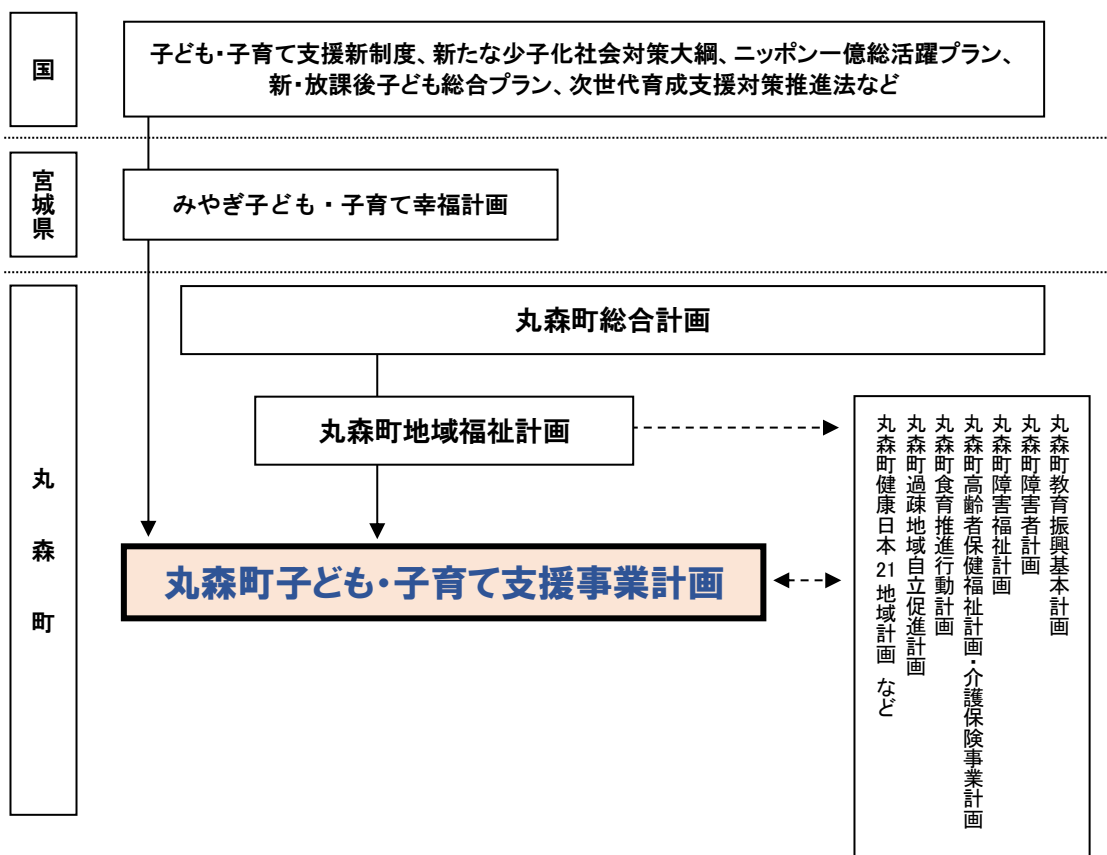 国
子ども・子育て支援新制度、新たな少子化社会対策大綱、ニッポン一億総活躍プラン、
新・放課後子ども総合プラン、次世代育成支援対策推進法など
宮城県
みやぎ子ども・子育て幸福計画
丸森町
丸森町総合計画
丸森町地域福祉計画
丸森町子ども・子育て支援事業計画
丸森町教育振興基本計画
丸森町障害者計画
丸森町障害福祉計画
丸森町高齢者保健福祉計画・介護保険事業計画
丸森町食育推進行動計画
丸森町過疎地域自立促進計画
丸森町健康日本21地域計画 など